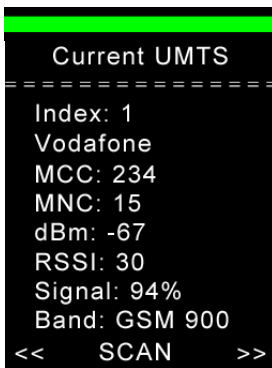 Current UMTS
==================
Index: 1
Vodafone
MCC: 234
MNC: 15
dBm: -67
RSSI: 30
Signal: 94%
Band: GSM 900
<< SCAN >>